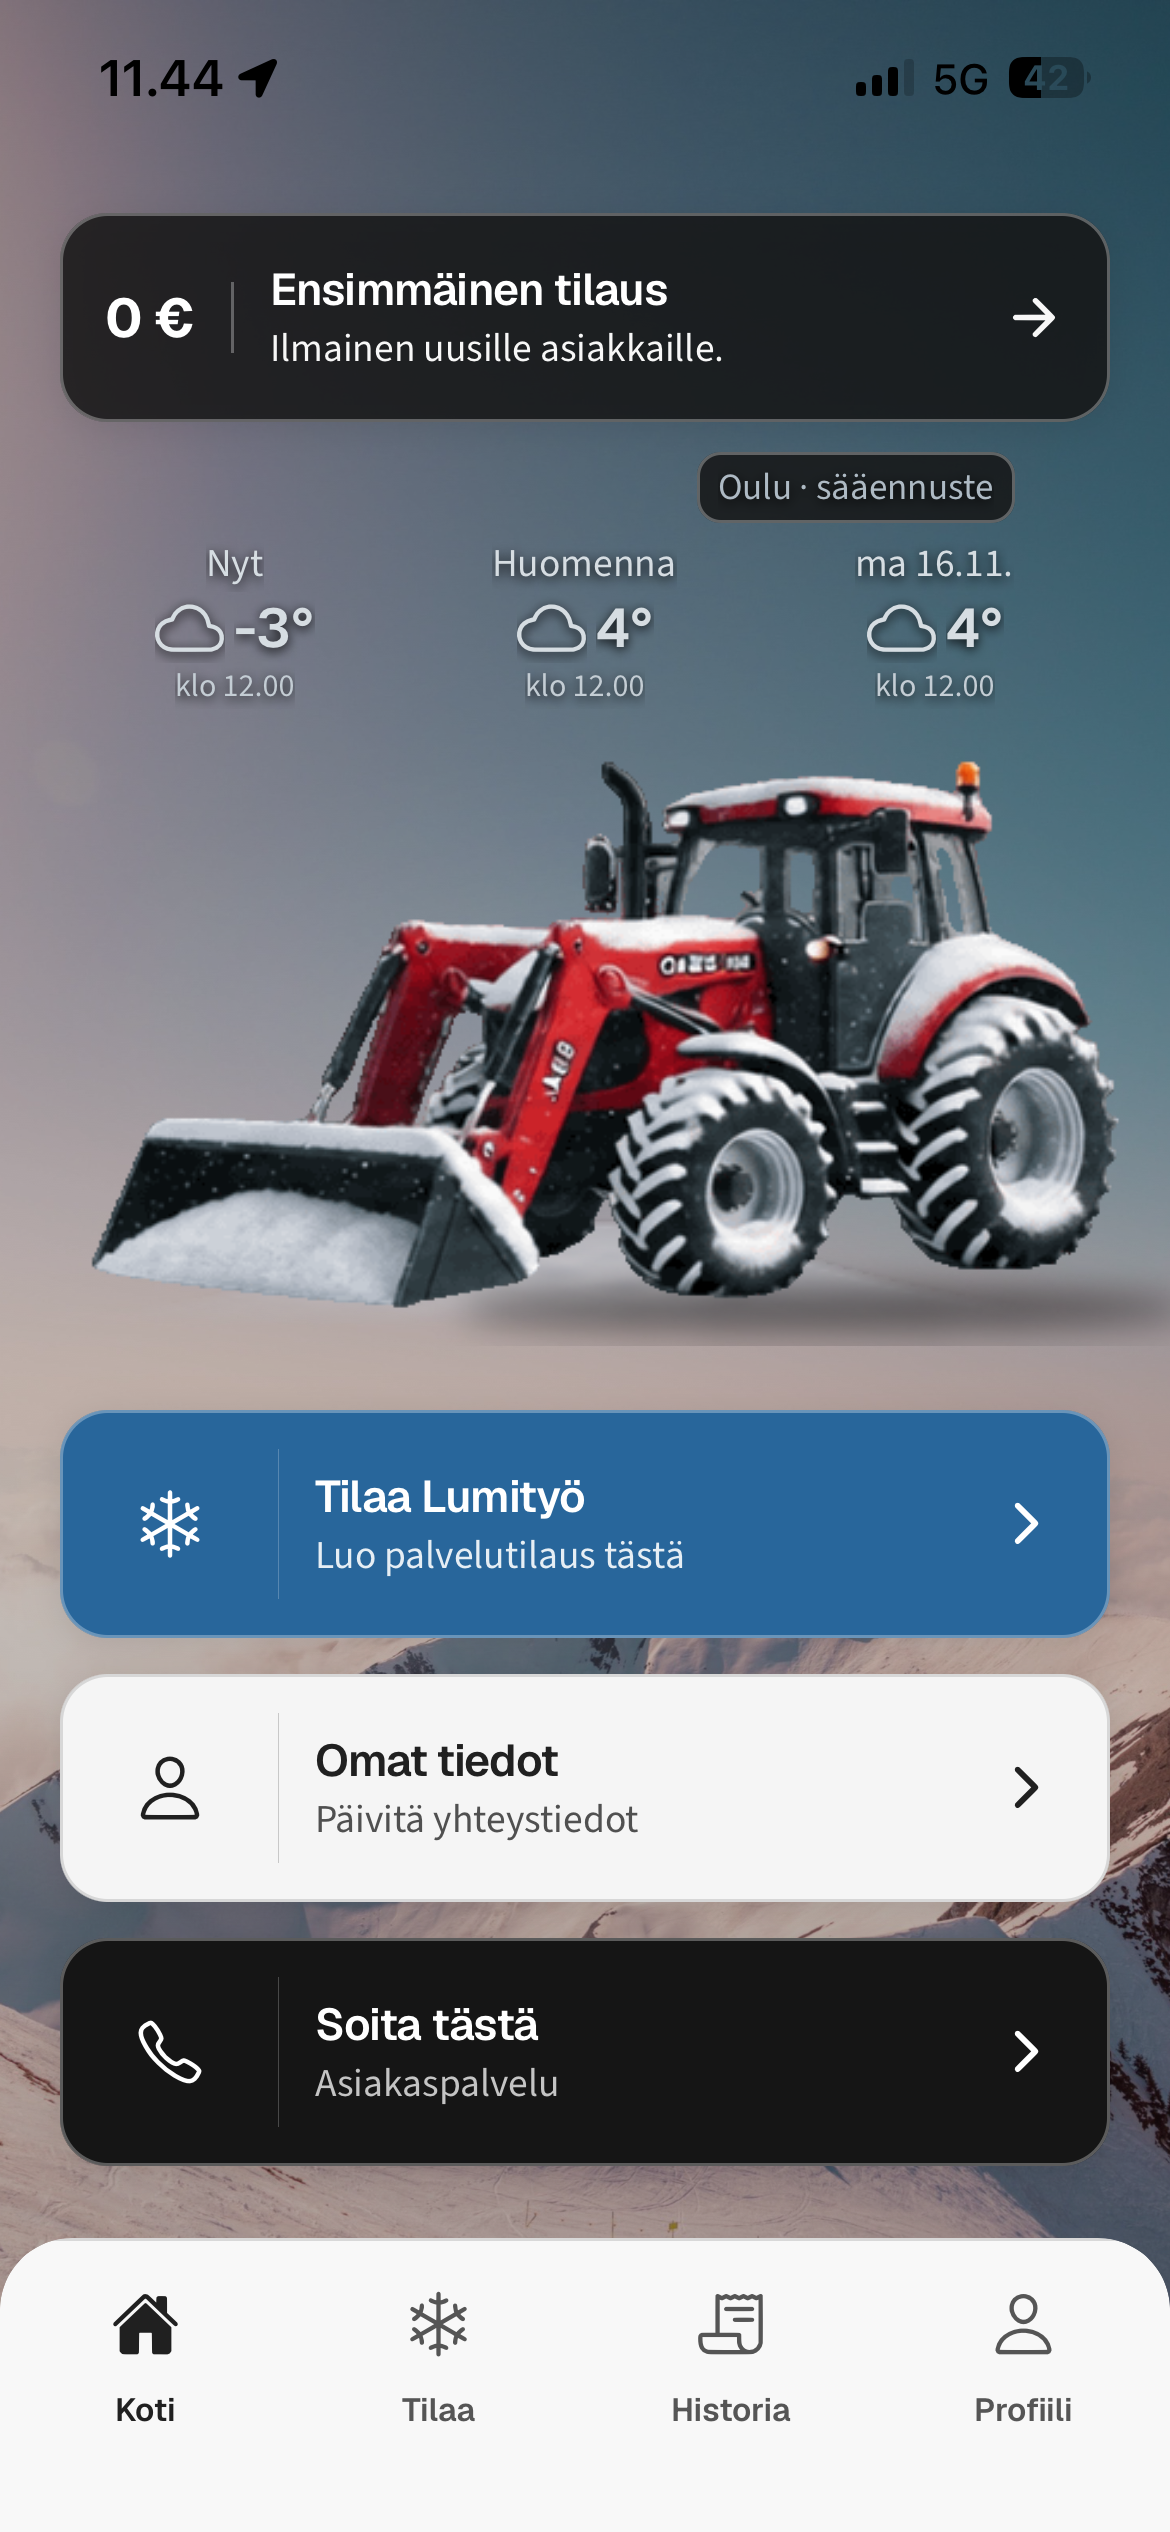 11.44
5G
42
0 €
Ensimmäinen tilaus
Ilmainen uusille asiakkaille.
Oulu · sääennuste
Nyt
Huomenna
ma 16.11.
-3°
4°
4°
klo 12.00
klo 12.00
klo 12.00
Tilaa Lumityö
Luo palvelutilaus tästä
Omat tiedot
Päivitä yhteystiedot
Soita tästä
Asiakaspalvelu
Koti
Tilaa
Historia
Profiili